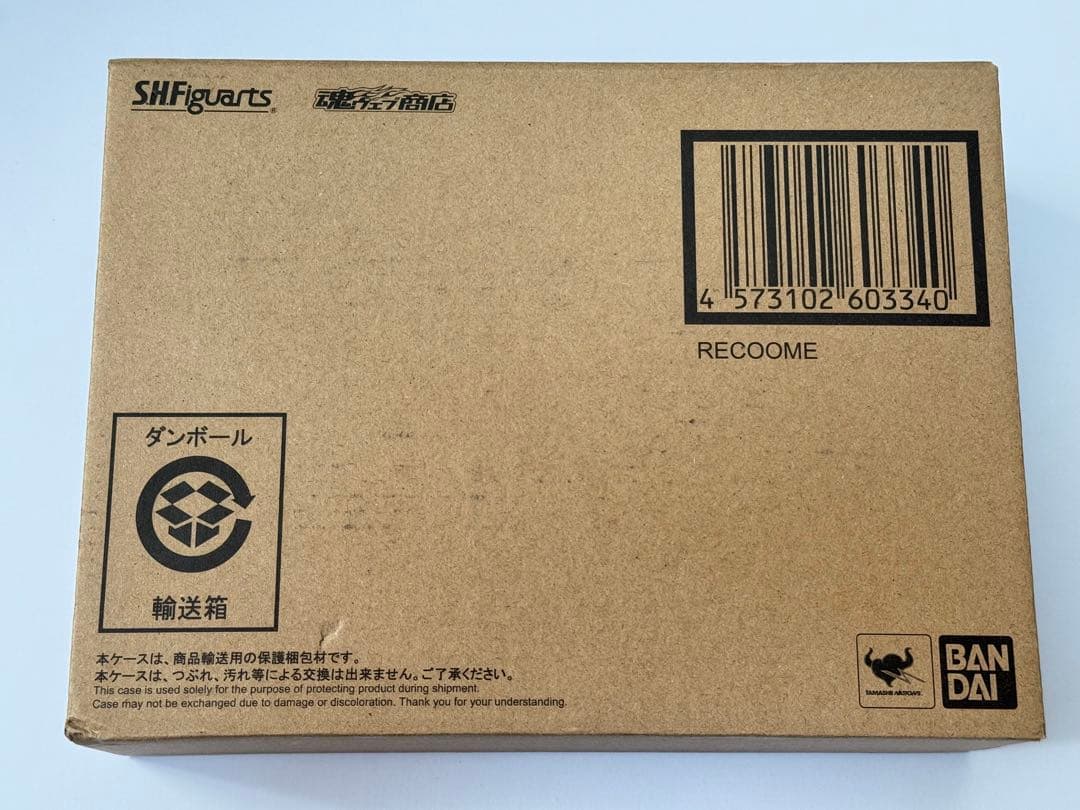 S.H.Figuarts
魂ウェブ商店
4 573102 603340
RECOOME
ダンボール
輸送箱
本ケースは、商品輸送用の保護梱包材です。
本ケースは、つぶれ、汚れ等による交換は出来ません。ご了承ください。
This case is used solely for the purpose of protecting product during shipment.
Case may not be exchanged due to damage or discoloration. Thank you for your understanding.
TAMASHII NATIONS
BAN
DAI